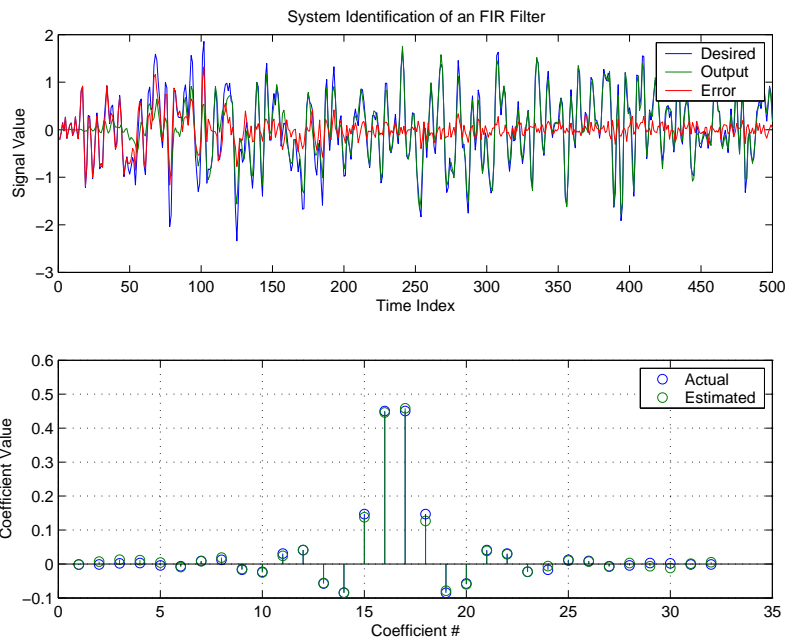 System Identification of an FIR Filter
2
1
0
−1
−2
−3
Signal Value
Desired
Output
Error
0 50 100 150 200 250 300 350 400 450 500
Time Index
0.6
0.5
0.4
0.3
0.2
0.1
0
−0.1
Coefficient Value
Actual
Estimated
0 5 10 15 20 25 30 35
Coefficient #